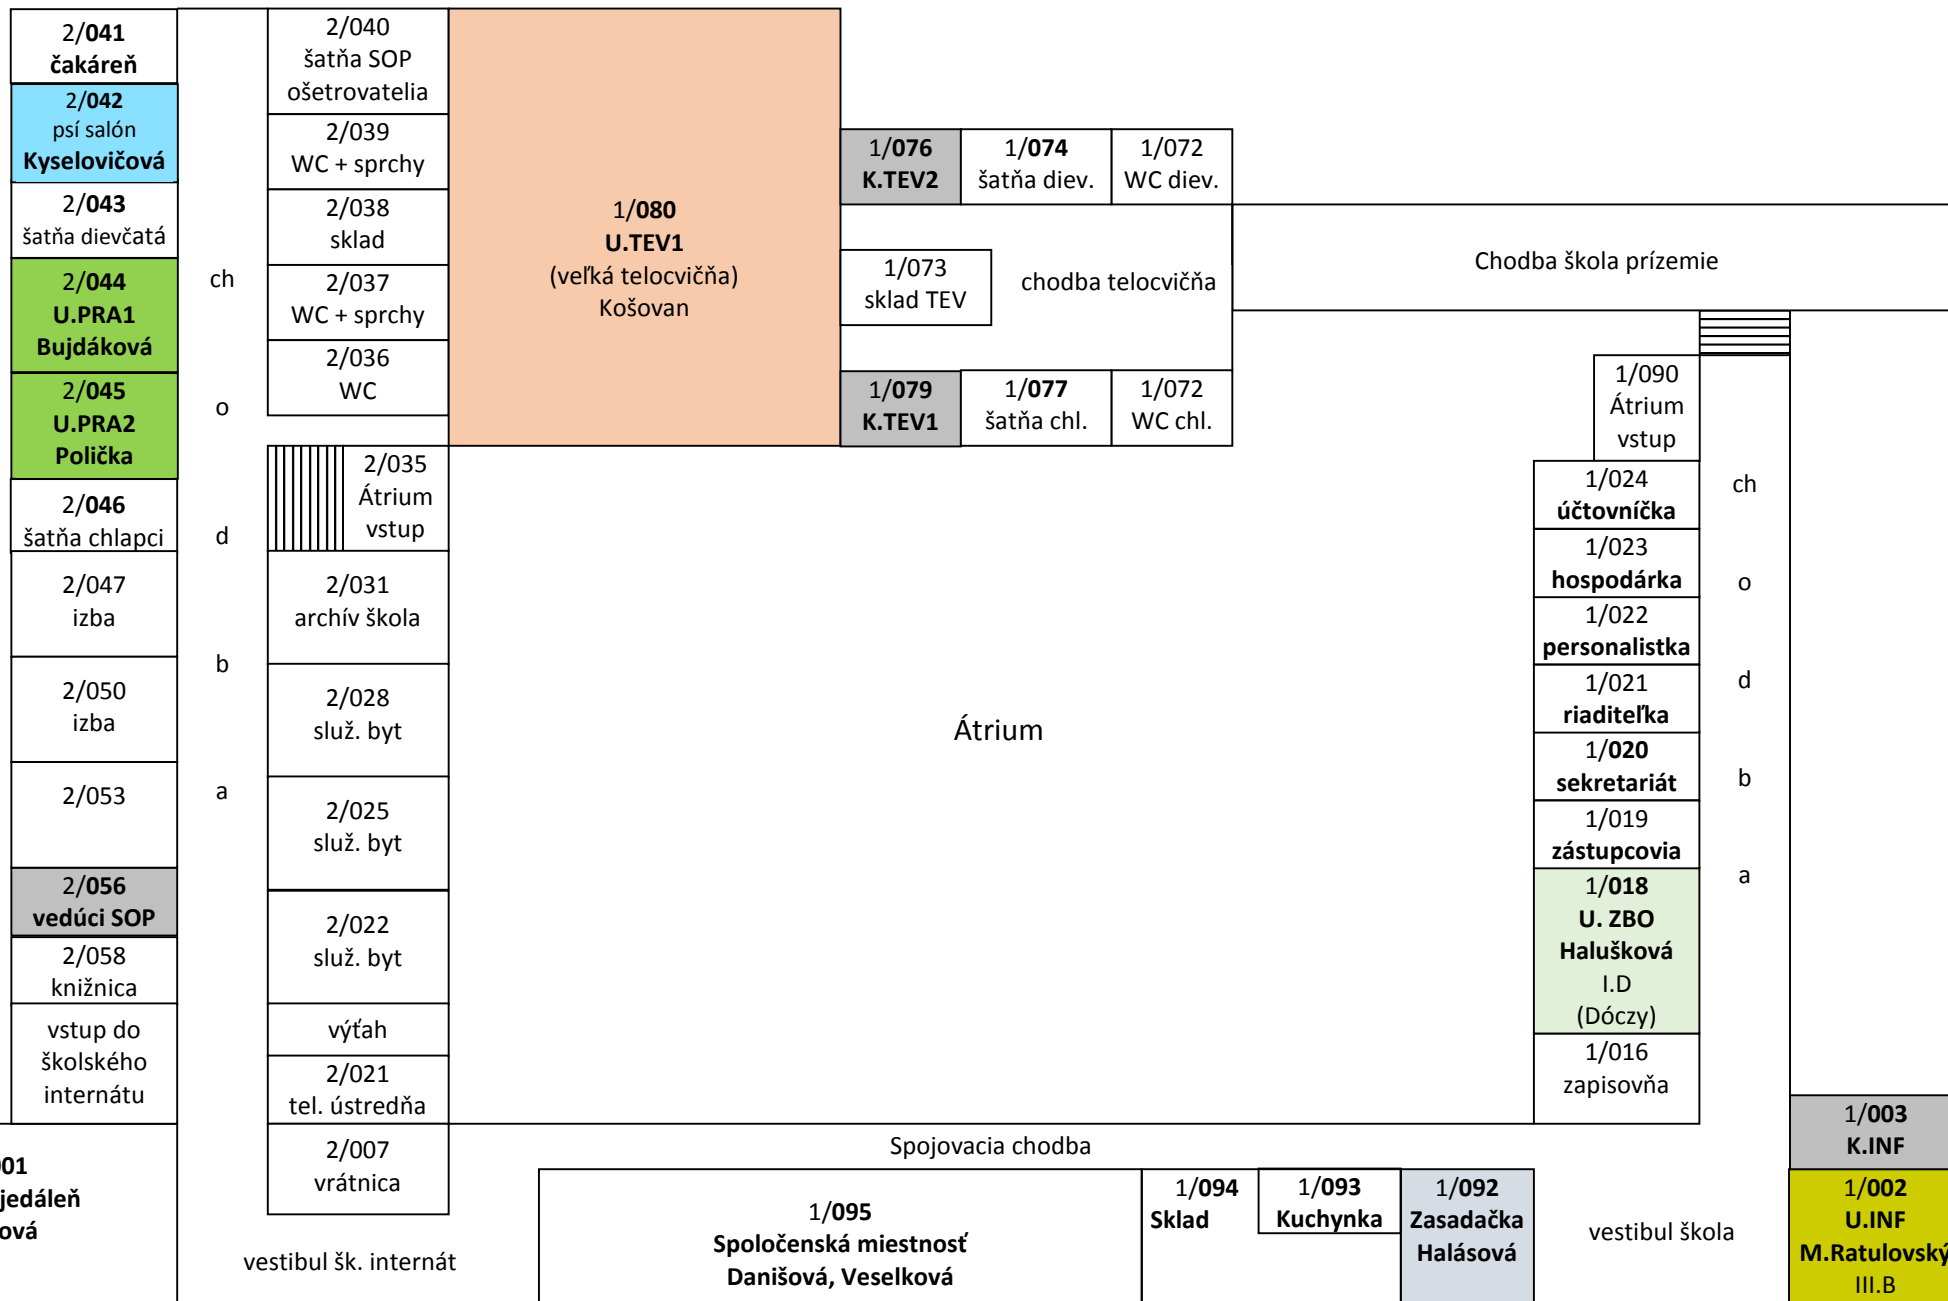 2/041
čakáreň
2/042
psí salón
Kyselovičová
2/043
šatňa dievčatá
2/044
U.PRA1
Bujdáková
2/045
U.PRA2
Polička
2/046
šatňa chlapci
2/047
izba
2/050
izba
2/053
2/056
vedúci SOP
2/058
knižnica
vstup do
školského
internátu
01
jedáleň
ová
ch
o
d
b
a
2/040
šatňa SOP
ošetrovatelia
2/039
WC + sprchy
2/038
sklad
2/037
WC + sprchy
2/036
WC
2/035
Átrium
vstup
2/031
archív škola
2/028
služ. byt
2/025
služ. byt
2/022
služ. byt
výťah
2/021
tel. ústredňa
2/007
vrátnica
vestibul šk. internát
1/080
U.TEV1
(veľká telocvičňa)
Košovan
1/076
K.TEV2
1/074
šatňa diev.
1/072
WC diev.
1/073
sklad TEV
chodba telocvičňa
1/079
K.TEV1
1/077
šatňa chl.
1/072
WC chl.
Chodba škola prízemie
Átrium
1/090
Átrium
vstup
1/024
účtovníčka
1/023
hospodárka
1/022
personalistka
1/021
riaditeľka
1/020
sekretariát
1/019
zástupcovia
1/018
U. ZBO
Halušková
I.D
(Dóczy)
1/016
zapisovňa
ch
o
d
b
a
Spojovacia chodba
1/095
Spoločenská miestnosť
Danišová, Veselková
1/094
Sklad
1/093
Kuchynka
1/092
Zasadačka
Halásová
vestibul škola
1/003
K.INF
1/002
U.INF
M.Ratulovský
III.B